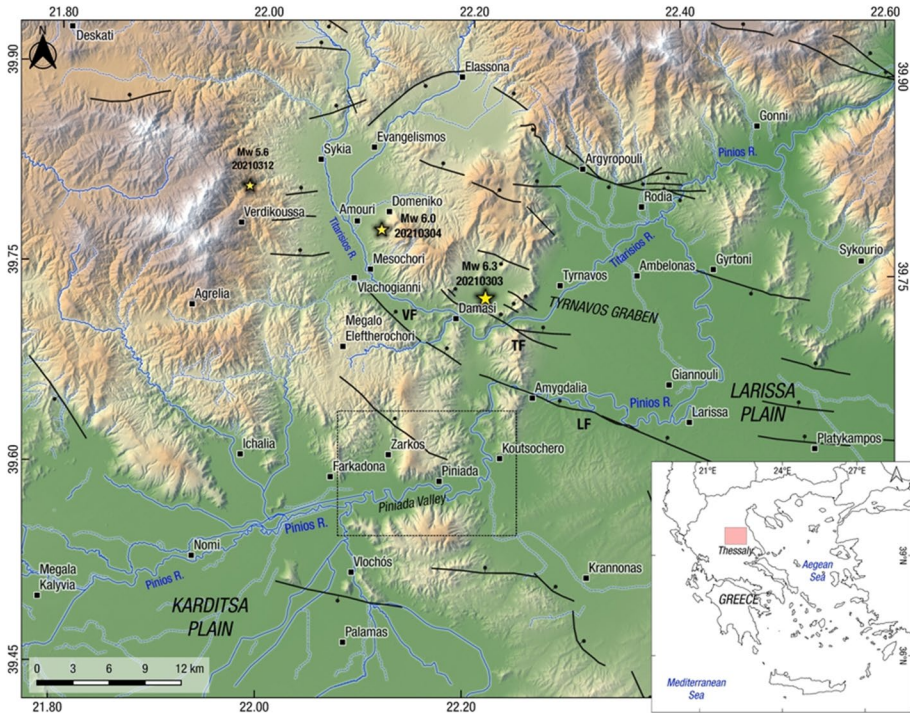 21.80
22.00
22.20
22.40
22.60
39.90
39.75
39.60
39.45
21.80
22.00
22.20
39.90
39.75
Deskati
Elassona
Gonni
Evangelismos
Pinios R.
Sykia
Argyropouli
Mw 5.6
20210312
Rodia
Domeniko
Amouri
Mw 6.0
20210304
Verdikoussa
Titarisios R.
Titarisios R.
Sykourio
Mesochori
Mw 6.3
20210303
Gyrtoni
Ambelonas
Vlachogianni
Tyrnavos
Agrelia
TYRNAVOS GRABEN
Damasi
VF
Megalo
Eleftherochori
TF
Giannouli
Amygdalia
LARISSA
PLAIN
Pinios R.
Larissa
LF
Platykampos
Zarkos
Koutsochero
Ichalia
Farkadona
Piniada
Piniada Valley
Pinios R.
Nomi
Vlochós
Krannonas
Megala
Kalyvia
Pinios R.
KARDITSA
PLAIN
Palamas
0 3 6 9 12 km
21°E
24°E
27°E
39°N
36°N
Thessaly
Aegean
Sea
GREECE
Mediterranean
Sea